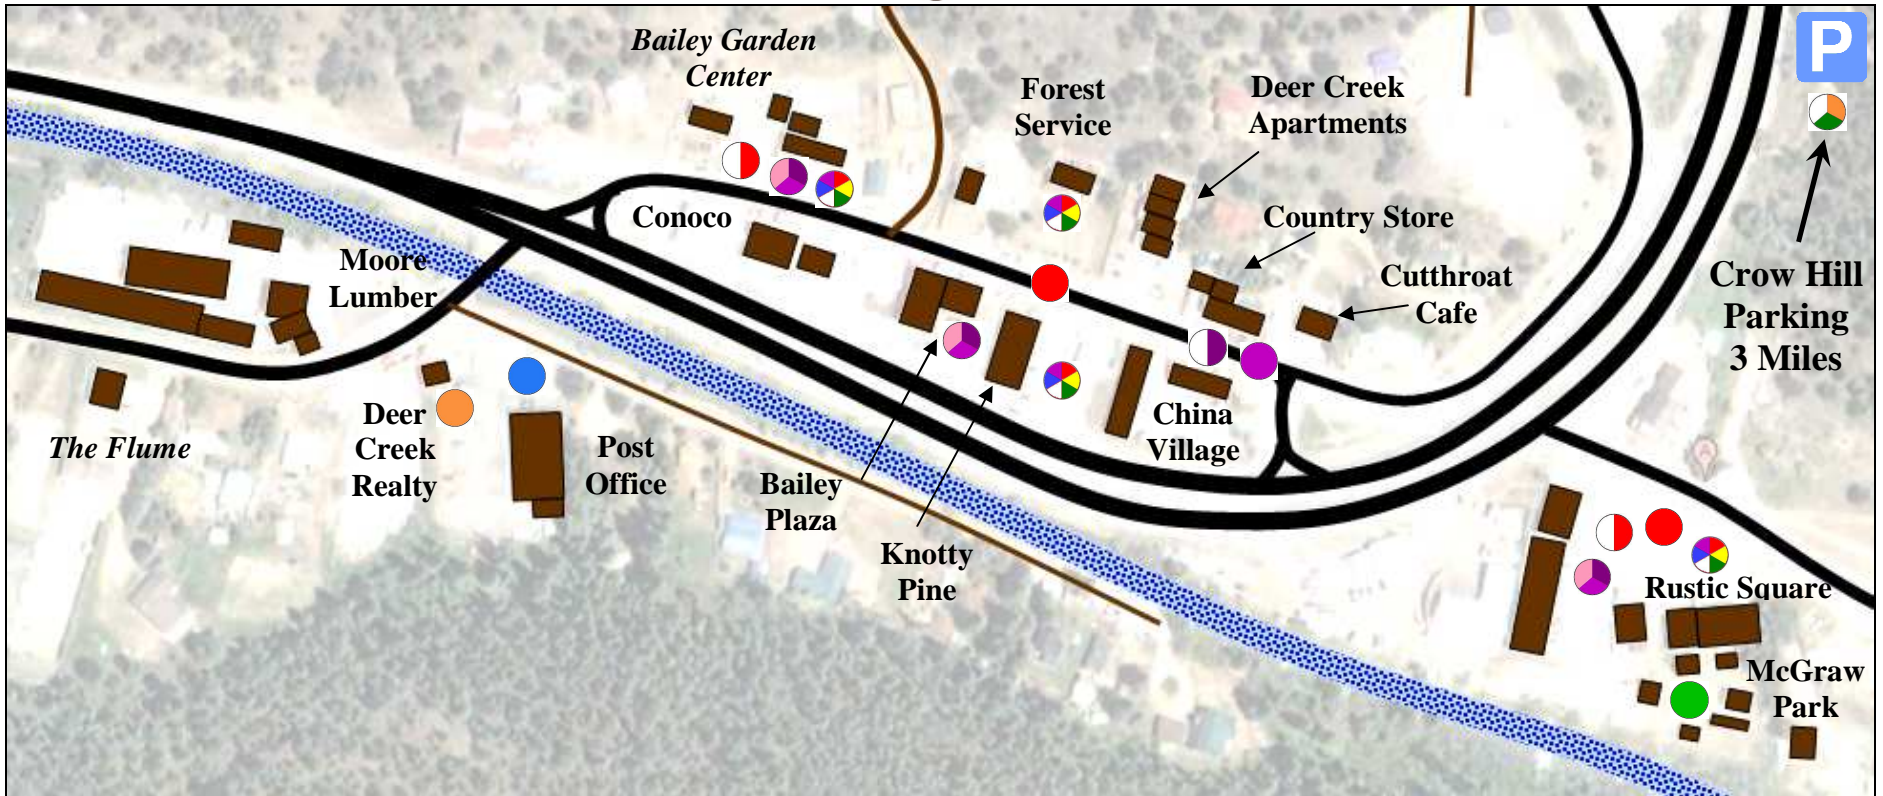 Bailey Garden
Center
P
Forest
Service
Deer Creek
Apartments
Conoco
Country Store
Moore
Lumber
Cutthroat
Cafe
Crow Hill
Parking
3 Miles
The Flume
Deer
Creek
Realty
Post
Office
China
Village
Bailey
Plaza
Knotty
Pine
Rustic Square
McGraw
Park